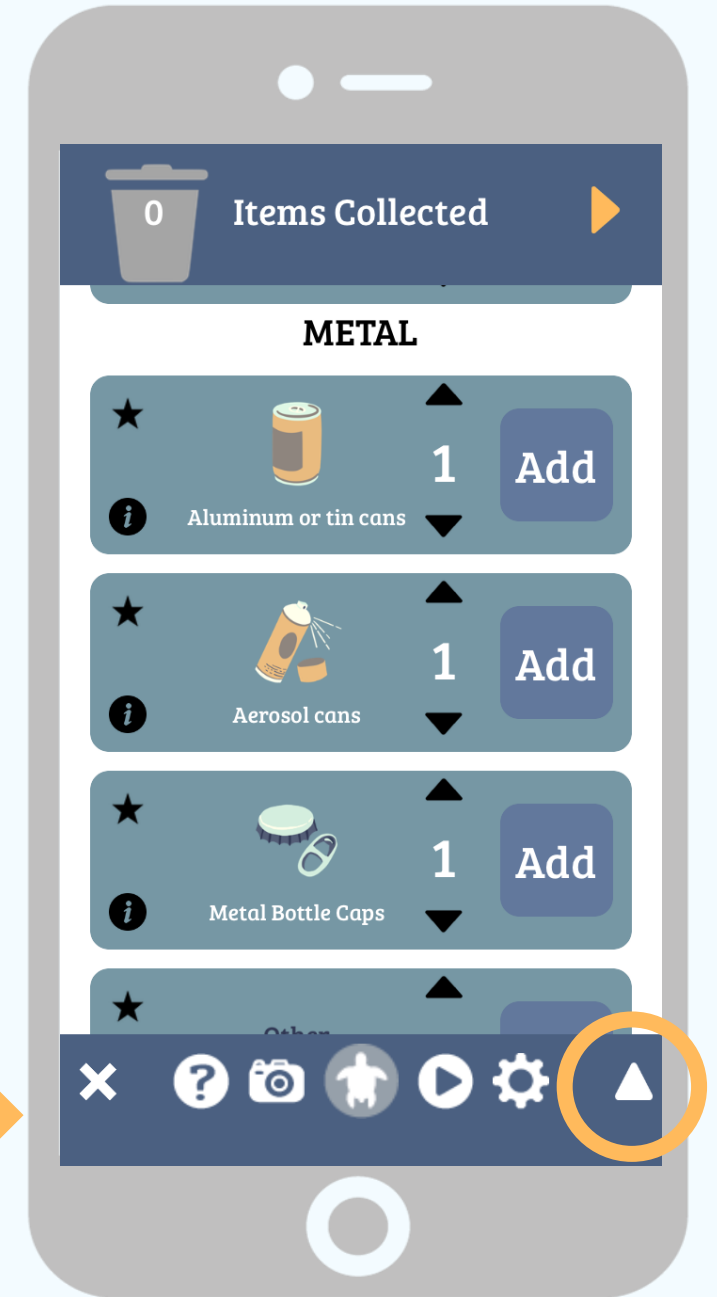 0
Items Collected
METAL
Aluminum or tin cans
1
Add
Aerosol cans
1
Add
Metal Bottle Caps
1
Add
Other